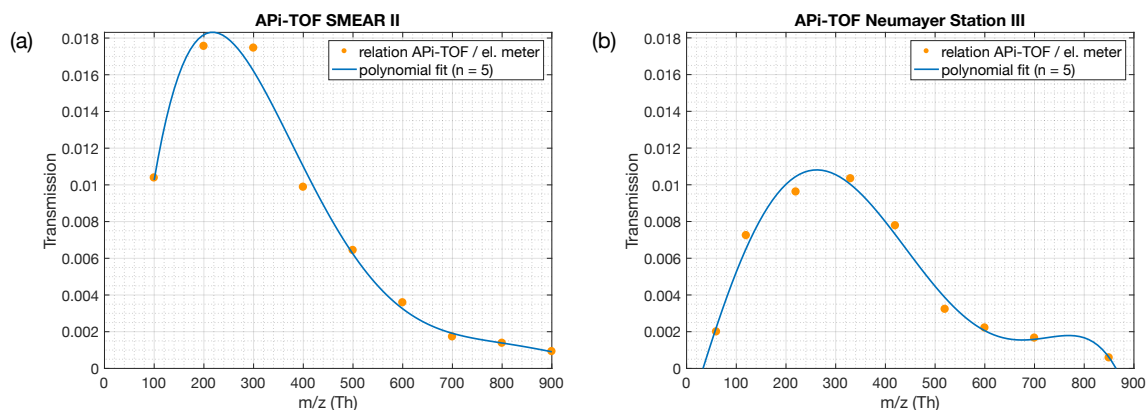 APi-TOF SMEAR II
(a)
relation APi-TOF / el. meter
polynomial fit (n = 5)
Transmission
0.018
0.016
0.014
0.012
0.01
0.008
0.006
0.004
0.002
0
0 100 200 300 400 500 600 700 800 900
m/z (Th)
APi-TOF Neumayer Station III
(b)
relation APi-TOF / el. meter
polynomial fit (n = 5)
Transmission
0.018
0.016
0.014
0.012
0.01
0.008
0.006
0.004
0.002
0
0 100 200 300 400 500 600 700 800 900
m/z (Th)